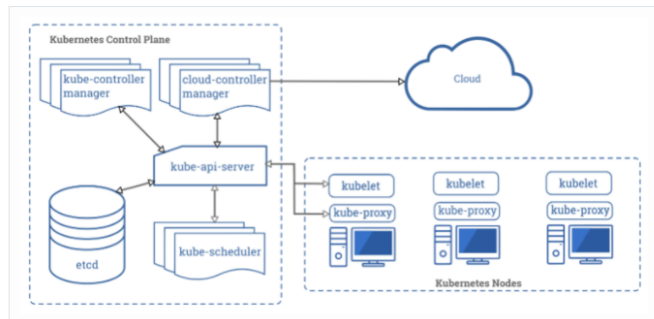 Kubernetes Control Plane
kube-controller
manager
cloud-controller
manager
Cloud
kube-api-server
kubelet
kubelet
kubelet
kube-proxy
kube-proxy
kube-proxy
etcd
kube-scheduler
Kubernetes Nodes